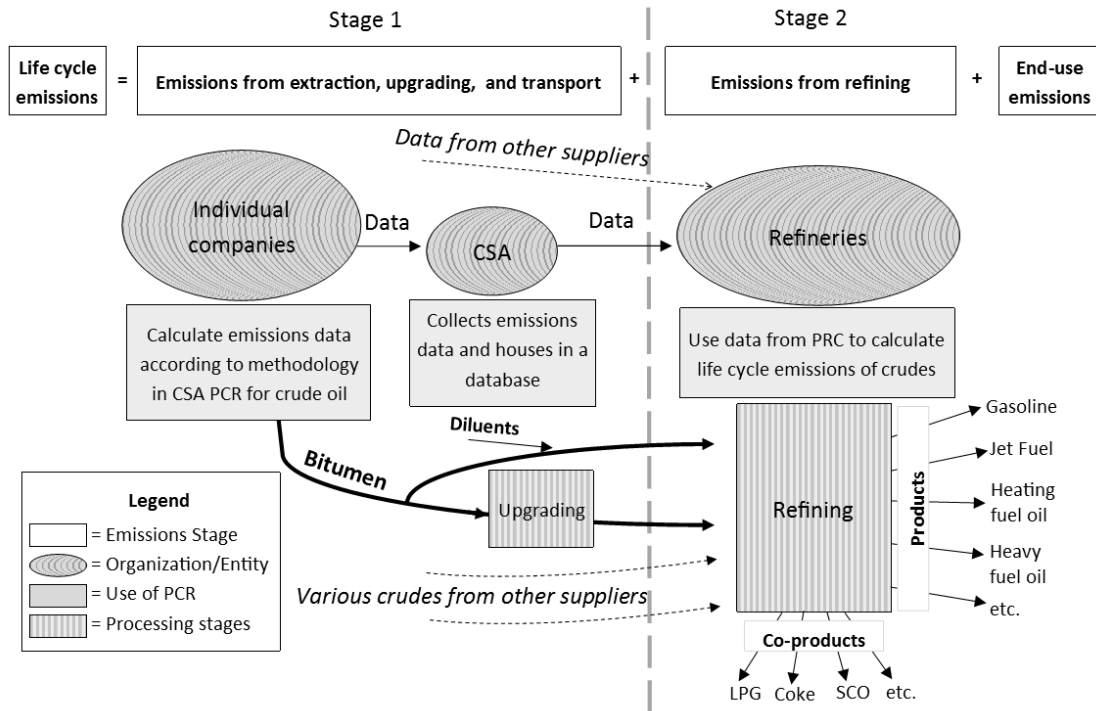 Stage 1
Stage 2
Life cycle
emissions
=
Emissions from extraction, upgrading, and transport
+
Emissions from refining
+
End-use
emissions
Data from other suppliers
Individual
companies
Data
CSA
Data
Refineries
Calculate emissions data
according to methodology
in CSA PCR for crude oil
Collects emissions
data and houses in a
database
Use data from PRC to calculate
life cycle emissions of crudes
Diluents
Bitumen
Upgrading
Refining
Products
Gasoline
Jet Fuel
Heating
fuel oil
Heavy
fuel oil
etc.
Various crudes from other suppliers
Co-products
LPG
Coke
SCO
etc.
Legend
= Emissions Stage
= Organization/Entity
= Use of PCR
= Processing stages